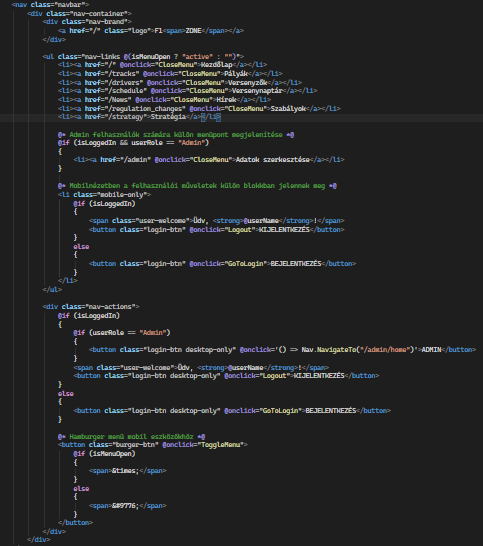 <nav class="navbar">
<div class="nav-container">
<div class="nav-brand">
<a href="/" class="logo">F1<span>ZONE</span></a>
</div>
<ul class="nav-links @(isMenuOpen ? "active" : "")">
<li><a href="/" @onclick="CloseMenu">Kezdőlap</a></li>
<li><a href="/tracks" @onclick="CloseMenu">Pályák</a></li>
<li><a href="/drivers" @onclick="CloseMenu">Versenyzők</a></li>
<li><a href="/schedule" @onclick="CloseMenu">Versenynaptár</a></li>
<li><a href="/News" @onclick="CloseMenu">Hírek</a></li>
<li><a href="/regulation_changes" @onclick="CloseMenu">Szabályok</a></li>
<li><a href="/strategy">Stratégia</a></li>
@* Admin felhasználók számára külön menüpont megjelenítése *@
@if (isLoggedIn && userRole == "Admin")
{
<li><a href="/admin" @onclick="CloseMenu">Adatok szerkesztése</a></li>
}
@* Mobilnézetben a felhasználói műveletek külön blokkban jelennek meg *@
<li class="mobile-only">
@if (isLoggedIn)
{
<span class="user-welcome">Üdv, <strong>@userName</strong>!</span>
<button class="login-btn" @onclick="Logout">KIJELENTKEZÉS</button>
}
else
{
<button class="login-btn" @onclick="GoToLogin">BEJELENTKEZÉS</button>
}
</li>
</ul>
<div class="nav-actions">
@if (isLoggedIn)
{
@if (userRole == "Admin")
{
<button class="login-btn desktop-only" @onclick='() => Nav.NavigateTo("/admin/home")'>ADMIN</button>
}
<span class="user-welcome">Üdv, <strong>@userName</strong>!</span>
<button class="login-btn desktop-only" @onclick="Logout">KIJELENTKEZÉS</button>
}
else
{
<button class="login-btn desktop-only" @onclick="GoToLogin">BEJELENTKEZÉS</button>
}
@* Hamburger menü mobil eszközökhöz *@
<button class="burger-btn" @onclick="ToggleMenu">
@if (isMenuOpen)
{
<span>&times;</span>
}
else
{
<span>&#9776;</span>
}
</button>
</div>
</div>